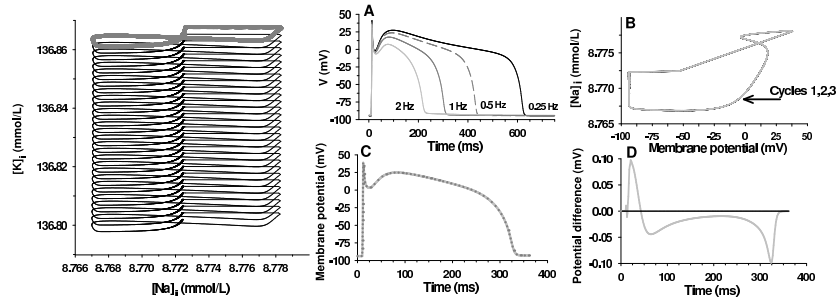 [K]i (mmol/L)
136.86
136.84
136.82
136.80
8.766 8.768 8.770 8.772 8.774 8.776 8.778
[Na]i (mmol/L)
A
V (mV)
50
25
0
-25
-50
-75
-100
2 Hz 1 Hz 0.5 Hz 0.25 Hz
0 200 400 600
Time (ms)
B
[Na]i (mmol/L)
8.775
8.770
8.765
Cycles 1,2,3
-100 -75 -50 -25 0 25 50
Membrane potential (mV)
C
Membrane potential (mV)
50
25
0
-25
-50
-75
-100
0 100 200 300 400
Time (ms)
D
Potential difference (mV)
0.10
0.05
0.00
-0.05
-0.10
0 100 200 300 400
Time (ms)